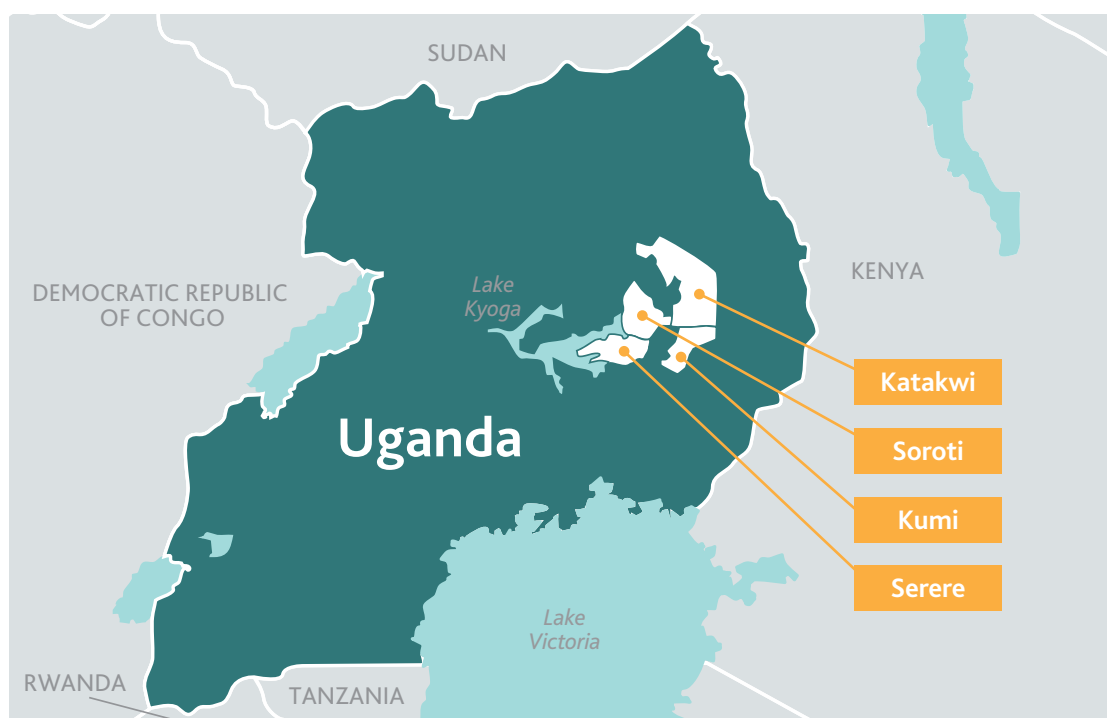 SUDAN
KENYA
DEMOCRATIC REPUBLIC
OF CONGO
Lake
Kyoga
Katakwi
Uganda
Soroti
Kumi
Serere
Lake
Victoria
RWANDA
TANZANIA